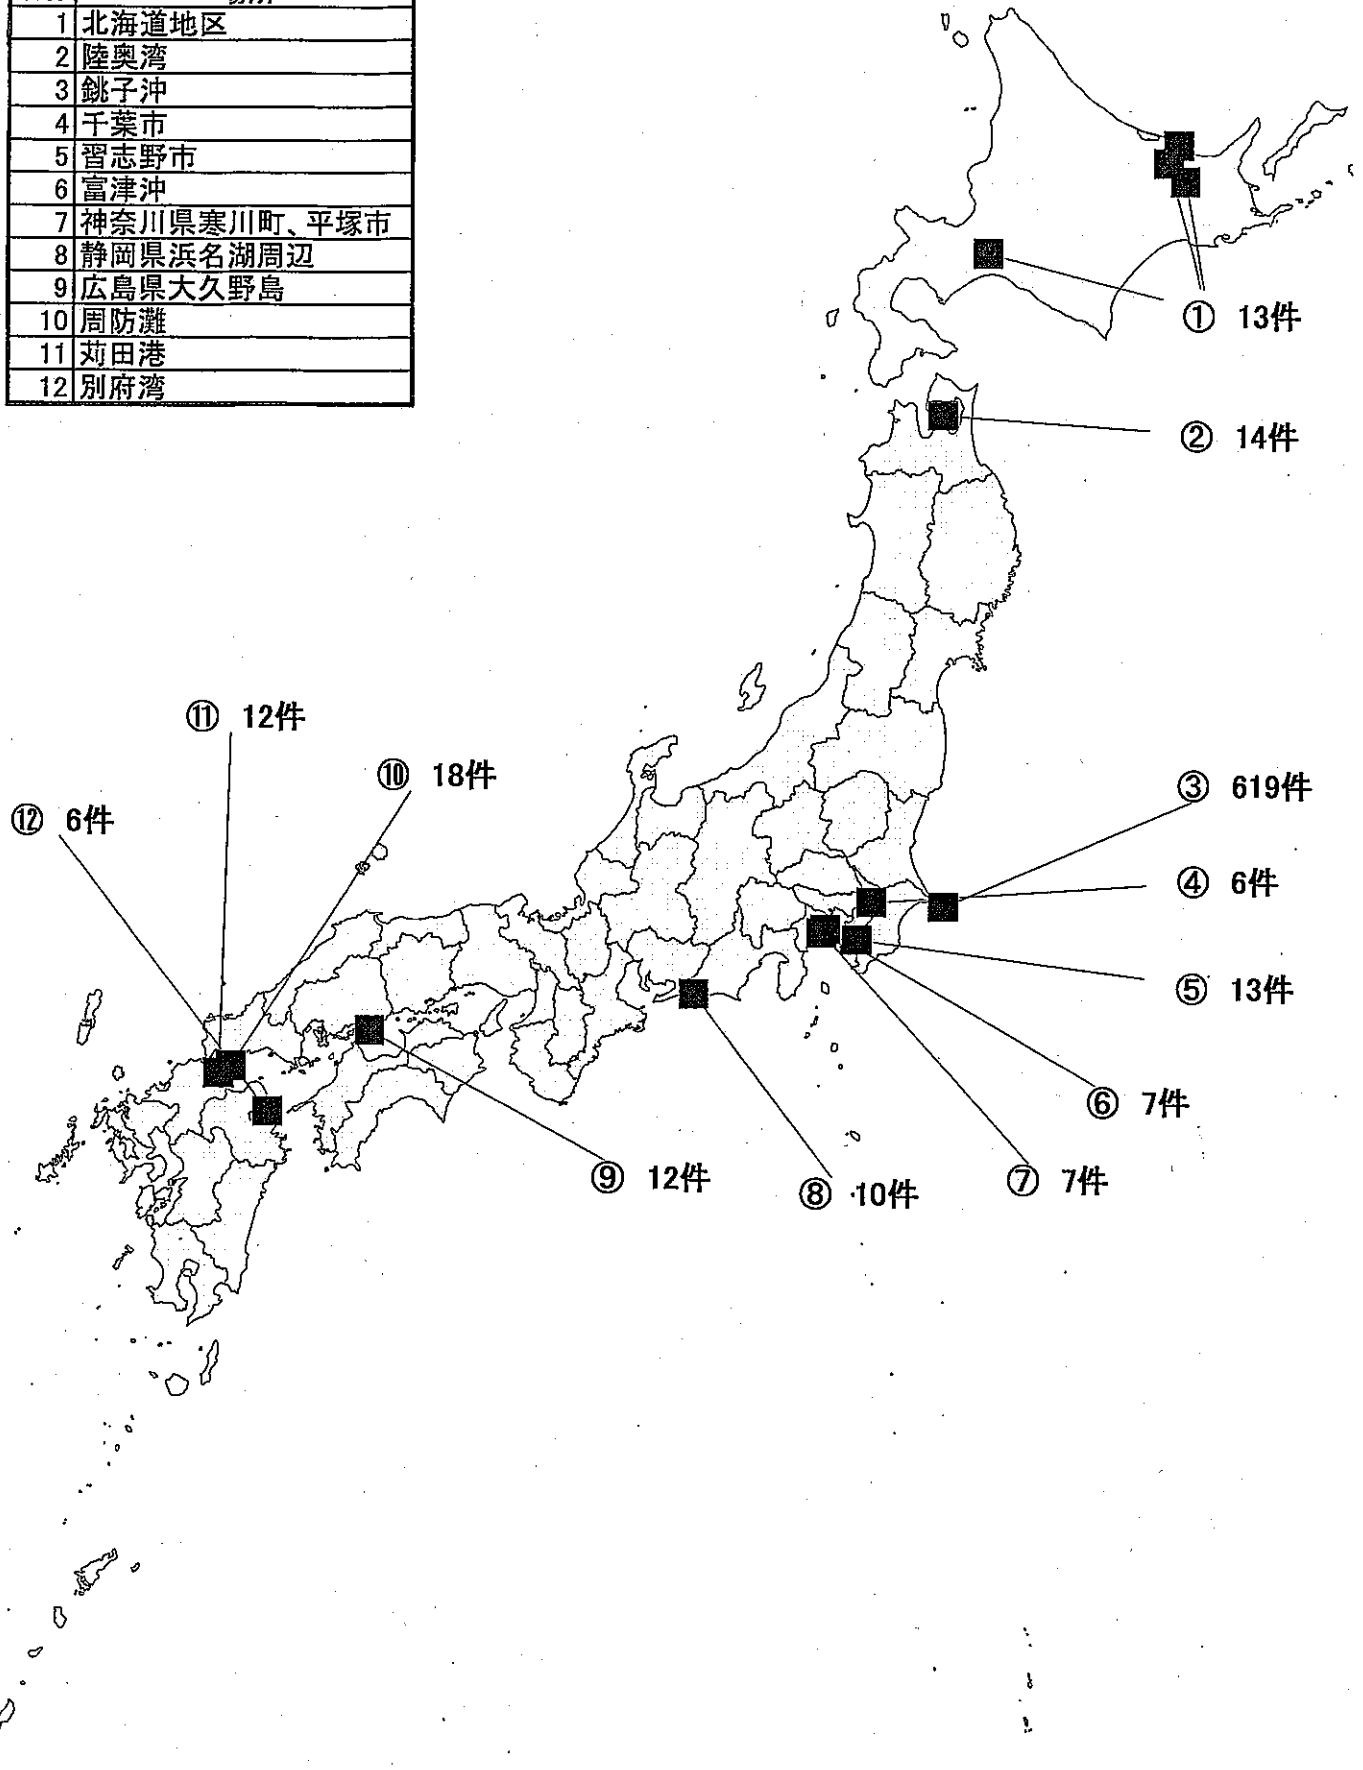 1 北海道地区
2 陸奥湾
3 銚子沖
4 千葉市
5 習志野市
6 富津沖
7 神奈川県寒川町、平塚市
8 静岡県浜名湖周辺
9 広島県大久野島
10 周防灘
11 苅田港
12 別府湾
① 13件
② 14件
⑪ 12件
⑩ 18件
③ 619件
⑫ 6件
④ 6件
⑤ 13件
⑥ 7件
⑨ 12件
⑦ 7件
⑧ 10件